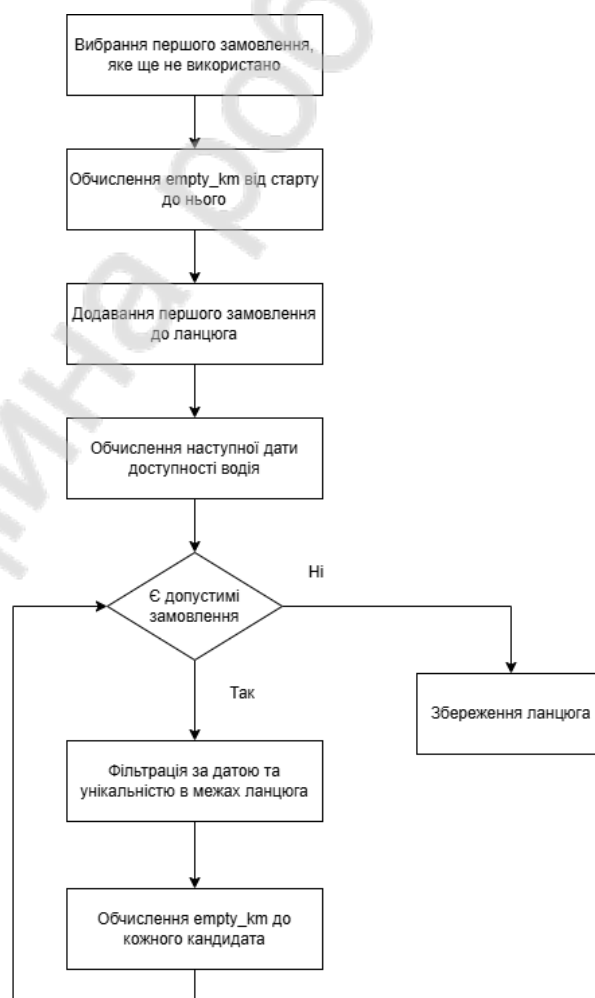 Вибрання першого замовлення,
яке ще не використано
Обчислення empty_km від старту
до нього
Додавання першого замовлення
до ланцюга
Обчислення наступної дати
доступності водія
Є допустимі
замовлення
Ні
Так
Збереження ланцюга
Фільтрація за датою та
унікальністю в межах ланцюга
Обчислення empty_km до
кожного кандидата